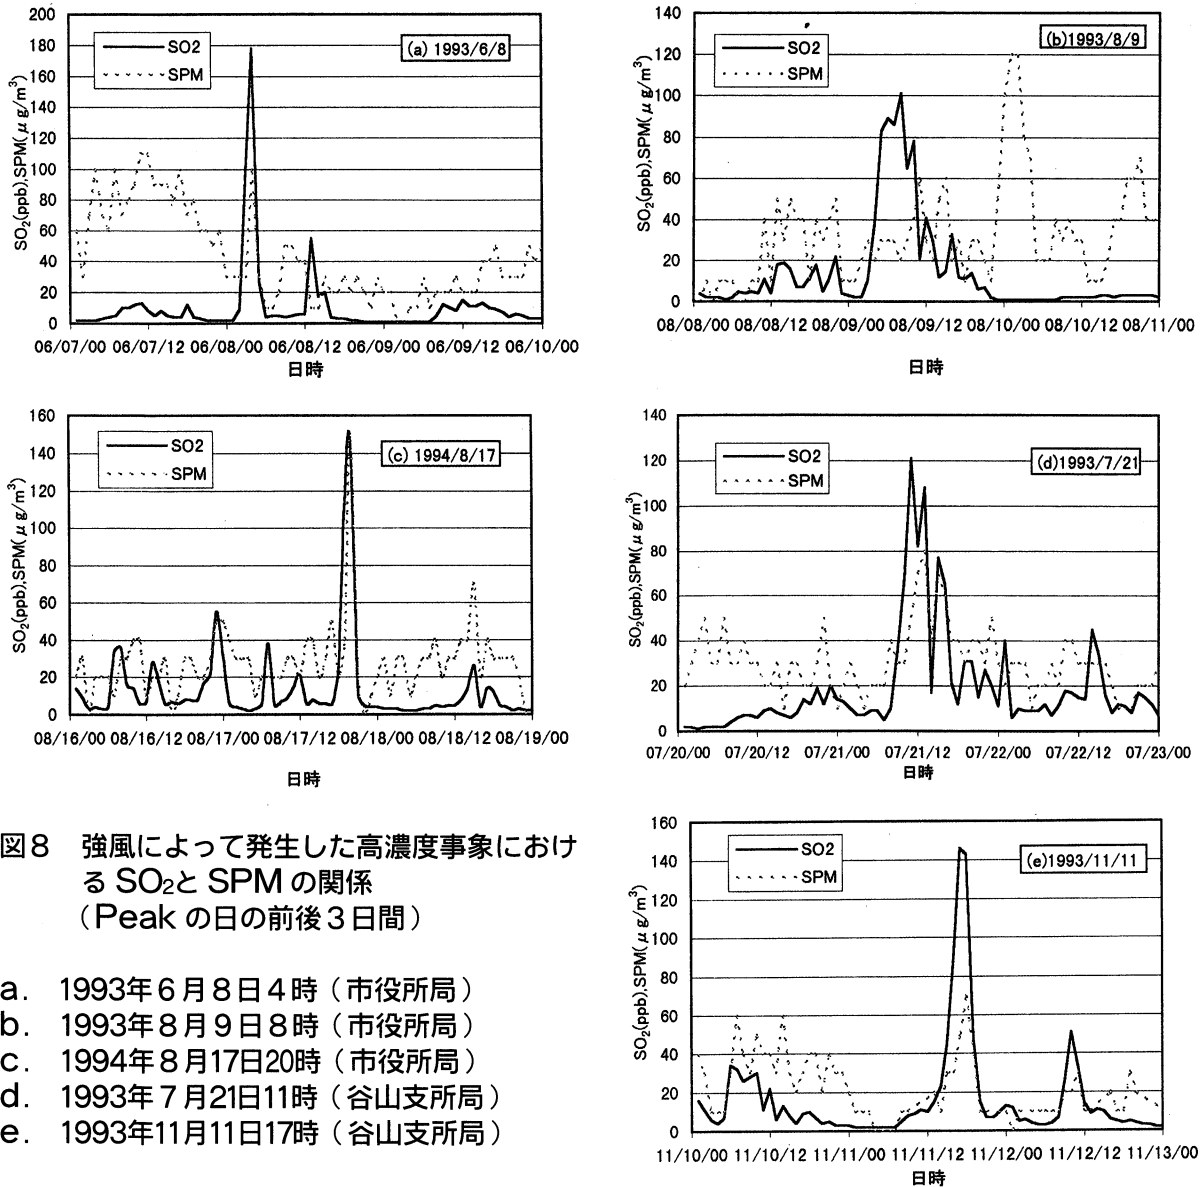 200
180
160
140
120
100
80
60
40
20
0
SO2(ppb),SPM(μg/m3)
SO2
SPM
(a) 1993/6/8
06/07/00 06/07/12 06/08/00 06/08/12 06/09/00 06/09/12 06/10/00
日時
140
120
100
80
60
40
20
0
SO2(ppb),SPM(μg/m3)
SO2
SPM
(b)1993/8/9
08/08/00 08/08/12 08/09/00 08/09/12 08/10/00 08/10/12 08/11/00
日時
160
140
120
100
80
60
40
20
0
SO2(ppb),SPM(μg/m3)
SO2
SPM
(c) 1994/8/17
08/16/00 08/16/12 08/17/00 08/17/12 08/18/00 08/18/12 08/19/00
日時
140
120
100
80
60
40
20
0
SO2(ppb),SPM(μg/m3)
SO2
SPM
(d)1993/7/21
07/20/00 07/20/12 07/21/00 07/21/12 07/22/00 07/22/12 07/23/00
日時
図8 強風によって発生した高濃度事象におけ
る SO2と SPM の関係
(Peak の日の前後3日間)
a. 1993年6月8日4時(市役所局)
b. 1993年8月9日8時(市役所局)
c. 1994年8月17日20時(市役所局)
d. 1993年7月21日11時(谷山支所局)
e. 1993年11月11日17時(谷山支所局)
160
140
120
100
80
60
40
20
0
SO2(ppb),SPM(μg/m3)
SO2
SPM
(e)1993/11/11
11/10/00 11/10/12 11/11/00 11/11/12 11/12/00 11/12/12 11/13/00
日時